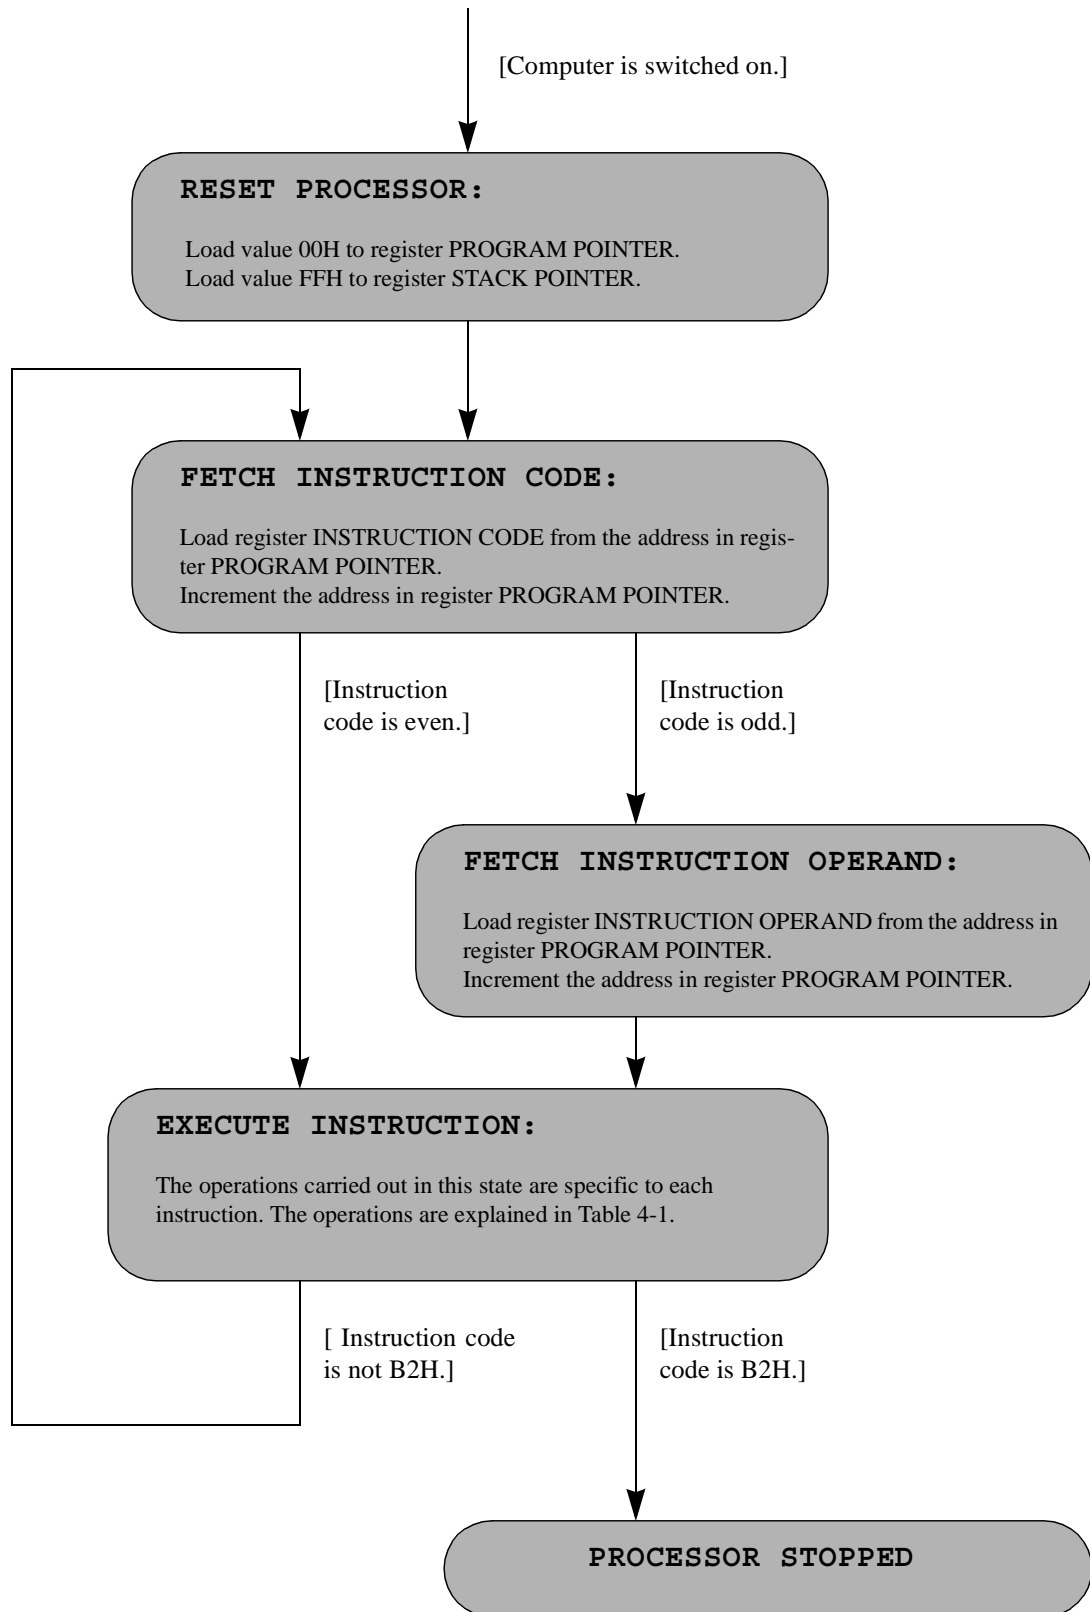 [Computer is switched on.]
RESET PROCESSOR:
Load value 00H to register PROGRAM POINTER.
Load value FFH to register STACK POINTER.
FETCH INSTRUCTION CODE:
Load register INSTRUCTION CODE from the address in regis-
ter PROGRAM POINTER.
Increment the address in register PROGRAM POINTER.
[Instruction
code is even.]
[Instruction
code is odd.]
FETCH INSTRUCTION OPERAND:
Load register INSTRUCTION OPERAND from the address in
register PROGRAM POINTER.
Increment the address in register PROGRAM POINTER.
EXECUTE INSTRUCTION:
The operations carried out in this state are specific to each
instruction. The operations are explained in Table 4-1.
[ Instruction code
is not B2H.]
[Instruction
code is B2H.]
PROCESSOR STOPPED